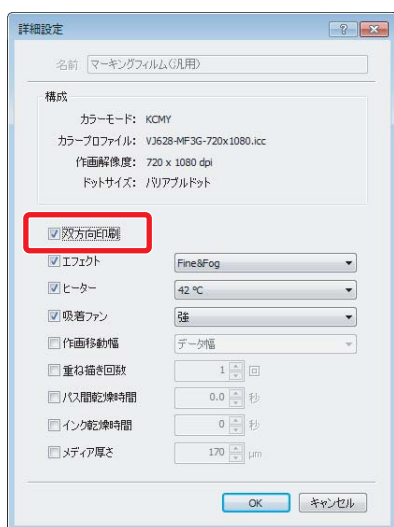 詳細設定
名前 マーキングフィルム(汎用)
構成
カラーモード: KCMY
カラープロファイル: VJ628-MF3G-720x1080.icc
作画解像度: 720 x 1080 dpi
ドットサイズ: バリアブルドット
双方向印刷
エフェクト Fine&Fog
ヒーター 42 ℃
吸着ファン 強
作画移動幅 データ幅
重ね描き回数 1 回
パス間乾燥時間 0.0 秒
インク乾燥時間 0 秒
メディア厚さ 170 μm
OK キャンセル